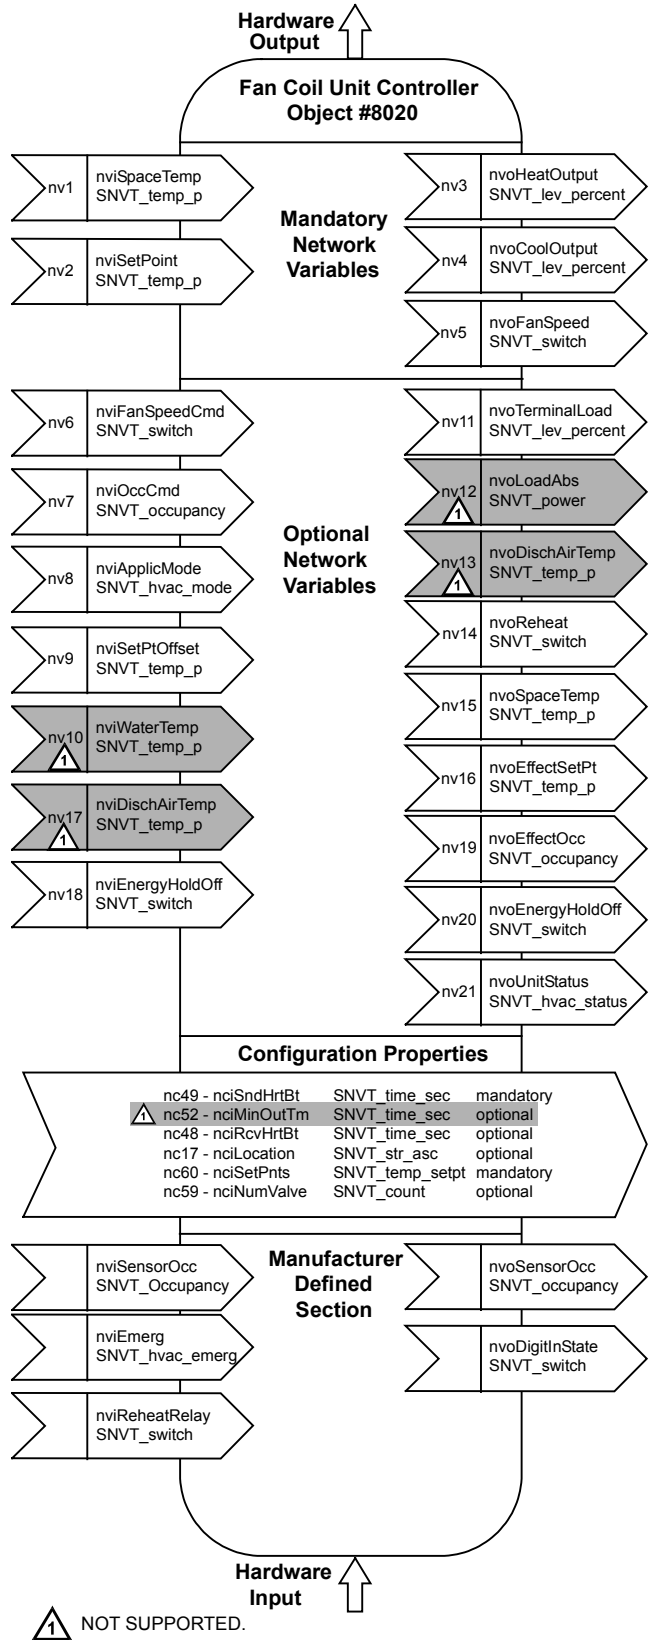 Hardware
Output
Fan Coil Unit Controller
Object #8020
nv1
nviSpaceTemp
SNVT_temp_p
nv2
nviSetPoint
SNVT_temp_p
Mandatory
Network
Variables
nv3
nvoHeatOutput
SNVT_lev_percent
nv4
nvoCoolOutput
SNVT_lev_percent
nv5
nvoFanSpeed
SNVT_switch
nv6
nviFanSpeedCmd
SNVT_switch
nv7
nviOccCmd
SNVT_occupancy
nv8
nviApplicMode
SNVT_hvac_mode
nv9
nviSetPtOffset
SNVT_temp_p
nv10
1
nviWaterTemp
SNVT_temp_p
nv17
1
nviDischAirTemp
SNVT_temp_p
nv18
nviEnergyHoldOff
SNVT_switch
Optional
Network
Variables
nv11
nvoTerminalLoad
SNVT_lev_percent
nv12
1
nvoLoadAbs
SNVT_power
nv13
1
nvoDischAirTemp
SNVT_temp_p
nv14
nvoReheat
SNVT_switch
nv15
nvoSpaceTemp
SNVT_temp_p
nv16
nvoEffectSetPt
SNVT_temp_p
nv19
nvoEffectOcc
SNVT_occupancy
nv20
nvoEnergyHoldOff
SNVT_switch
nv21
nvoUnitStatus
SNVT_hvac_status
Configuration Properties
nc49 - nciSndHrtBt SNVT_time_sec mandatory
1 nc52 - nciMinOutTm SNVT_time_sec optional
nc48 - nciRcvHrtBt SNVT_time_sec optional
nc17 - nciLocation SNVT_str_asc optional
nc60 - nciSetPnts SNVT_temp_setpt mandatory
nc59 - nciNumValve SNVT_count optional
nviSensorOcc
SNVT_Occupancy
nviEmerg
SNVT_hvac_emerg
nviReheatRelay
SNVT_switch
Manufacturer
Defined
Section
nvoSensorOcc
SNVT_occupancy
nvoDigitInState
SNVT_switch
Hardware
Input
1 NOT SUPPORTED.